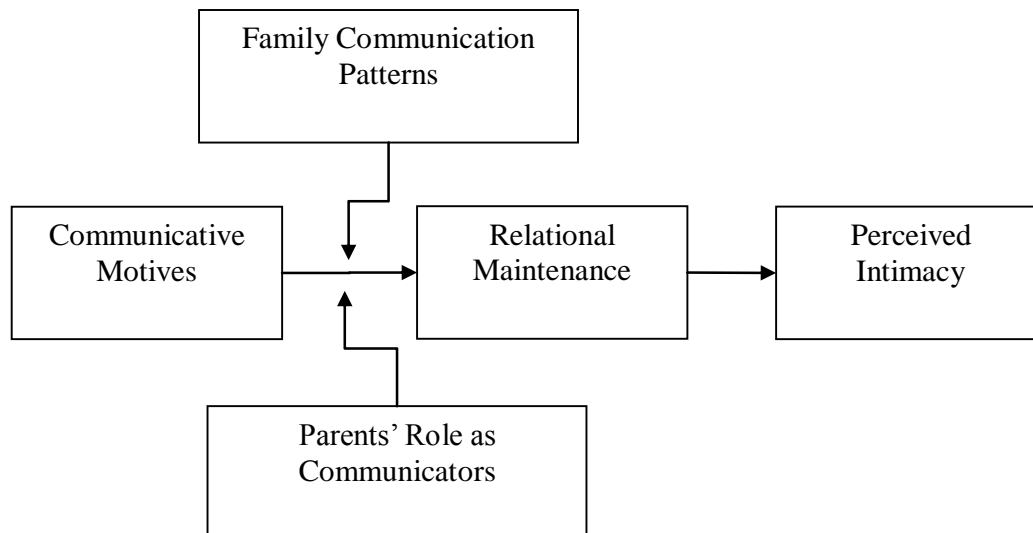 Family Communication
Patterns
Communicative
Motives
Relational
Maintenance
Perceived
Intimacy
Parents’ Role as
Communicators